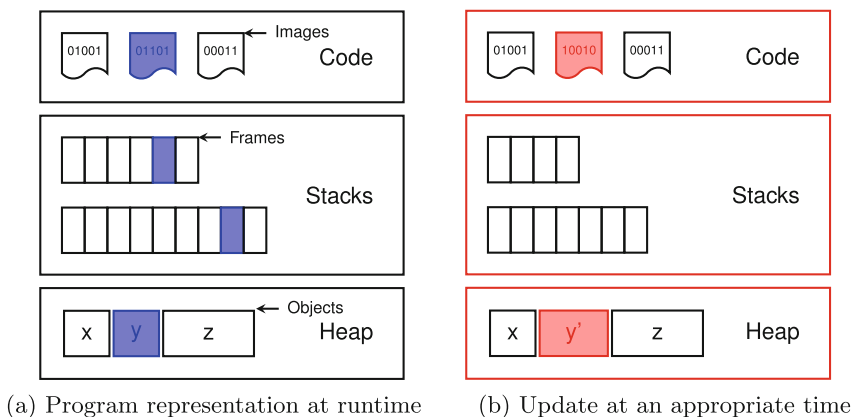 01001 01101 00011 Images
Code
Frames
Stacks
Objects
x y z Heap
(a) Program representation at runtime
01001 10010 00011 Code
Stacks
x y' z Heap
(b) Update at an appropriate time